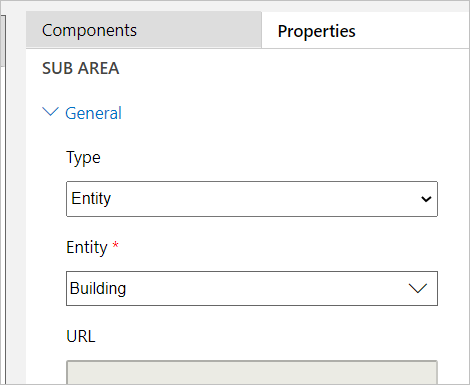 Components Properties
SUB AREA
General
Type
Entity
Entity *
Building
URL